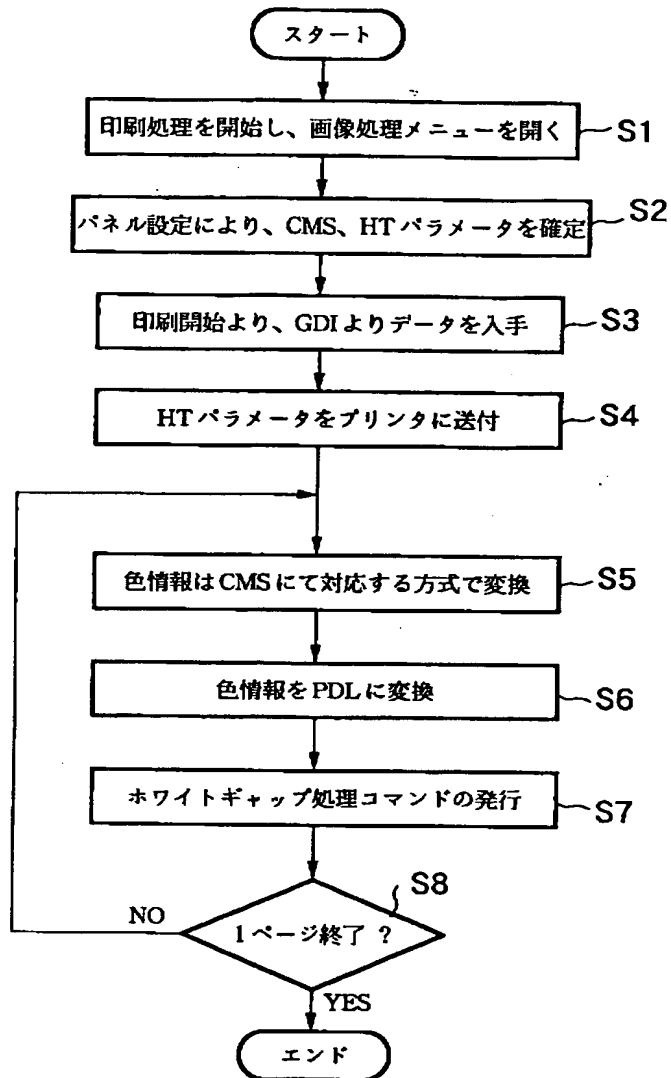 スタート
印刷処理を開始し、画像処理メニューを開く S1
パネル設定により、CMS、HTパラメータを確定 S2
印刷開始より、GDIよりデータを入手 S3
HTパラメータをプリンタに送付 S4
色情報はCMSにて対応する方式で変換 S5
色情報をPDLに変換 S6
ホワイトギャップ処理コマンドの発行 S7
S8
NO
1ページ終了 ?
YES
エンド